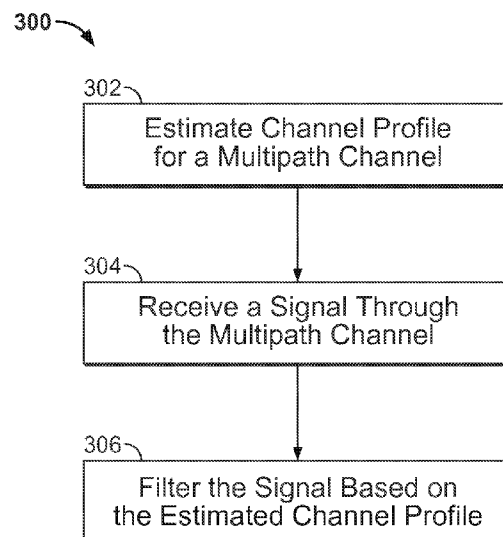 300
302
Estimate Channel Profile
for a Multipath Channel
304
Receive a Signal Through
the Multipath Channel
306
Filter the Signal Based on
the Estimated Channel Profile